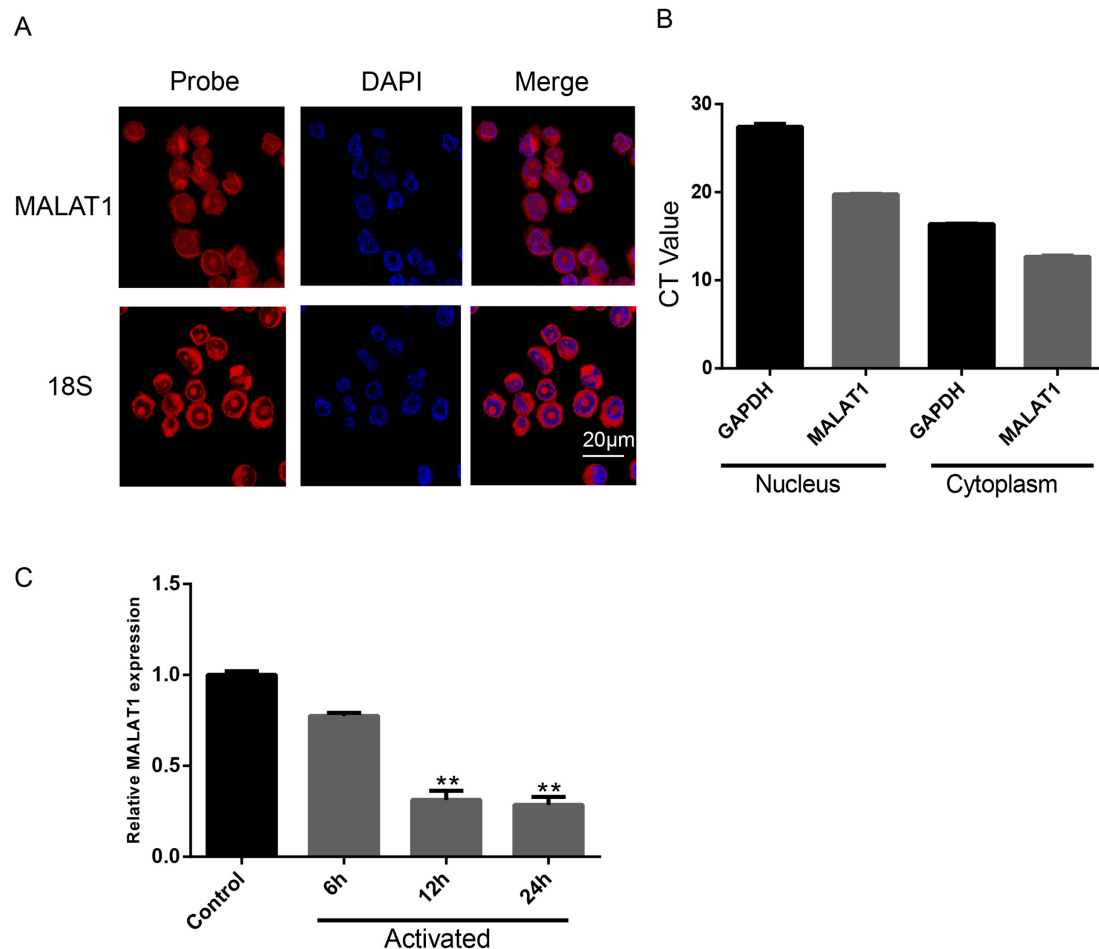 A
Probe DAPI Merge
MALAT1
18S
20μm
B
CT Value
30
20
10
0
GAPDH MALAT1 GAPDH MALAT1
Nucleus Cytoplasm
C
Relative MALAT1 expression
1.5
1.0
0.5
0.0
** **
Control 6h 12h 24h
Activated